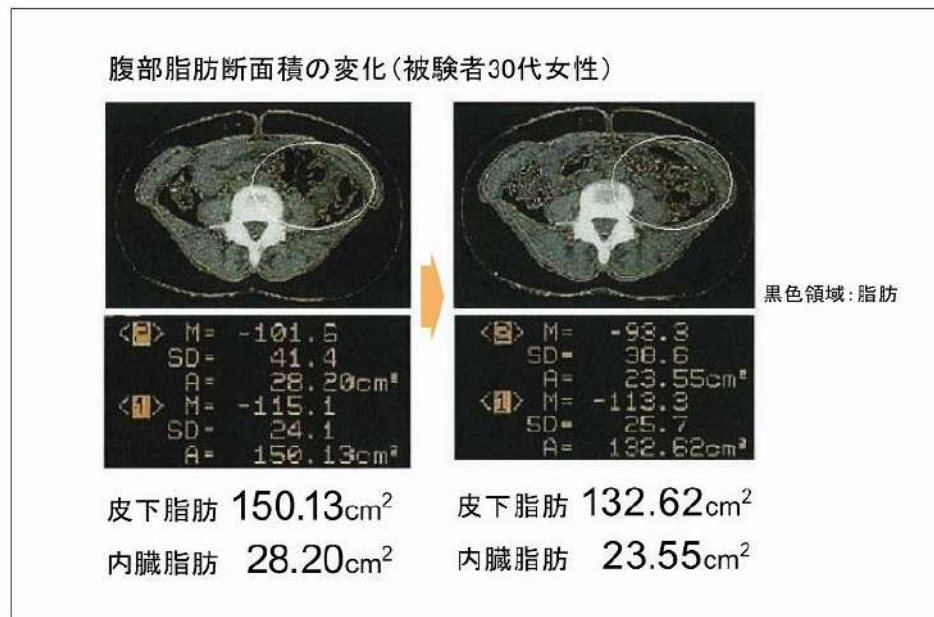 腹部脂肪断面積の変化(被験者30代女性)
黒色領域:脂肪
<2> M= -101.6
SD= 41.4
A= 28.20cm²
<1> M= -115.1
SD= 24.1
A= 150.13cm²
<2> M= -93.3
SD= 38.6
A= 23.55cm²
<1> M= -113.3
SD= 25.7
A= 132.62cm²
皮下脂肪 150.13cm²
内臓脂肪 28.20cm²
皮下脂肪 132.62cm²
内臓脂肪 23.55cm²